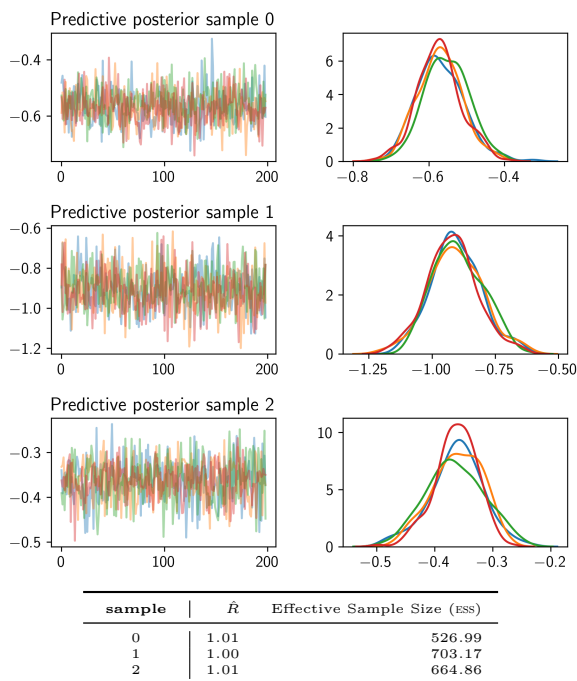 Predictive posterior sample 0
−0.4
−0.6
0 100 200
6
4
2
0
−0.8 −0.6 −0.4
Predictive posterior sample 1
−0.6
−0.8
−1.0
−1.2
0 100 200
4
2
0
−1.25 −1.00 −0.75 −0.50
Predictive posterior sample 2
−0.3
−0.4
−0.5
0 100 200
10
5
0
−0.5 −0.4 −0.3 −0.2
sample R̂ Effective Sample Size (ESS)
0 1.01 526.99
1 1.00 703.17
2 1.01 664.86